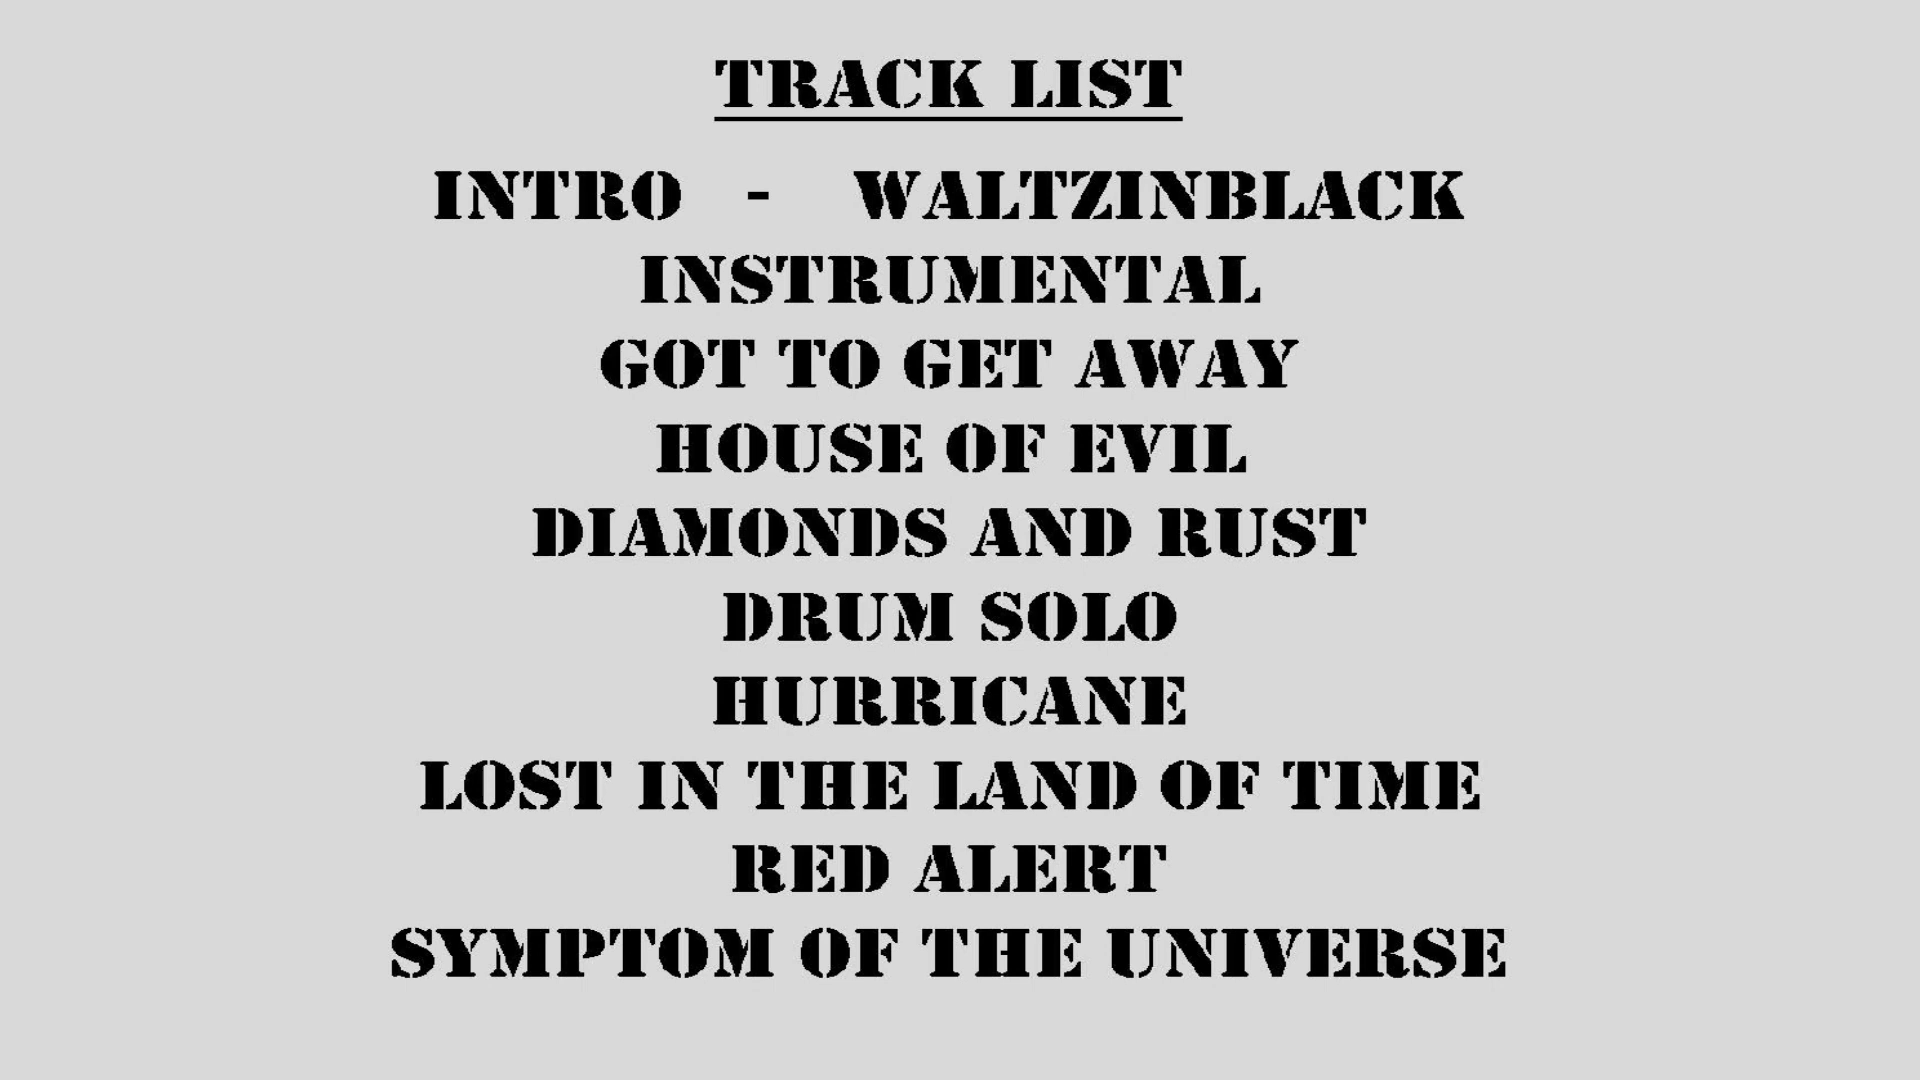 TRACK LIST
INTRO - WALTZINBLACK
INSTRUMENTAL
GOT TO GET AWAY
HOUSE OF EVIL
DIAMONDS AND RUST
DRUM SOLO
HURRICANE
LOST IN THE LAND OF TIME
RED ALERT
SYMPTOM OF THE UNIVERSE